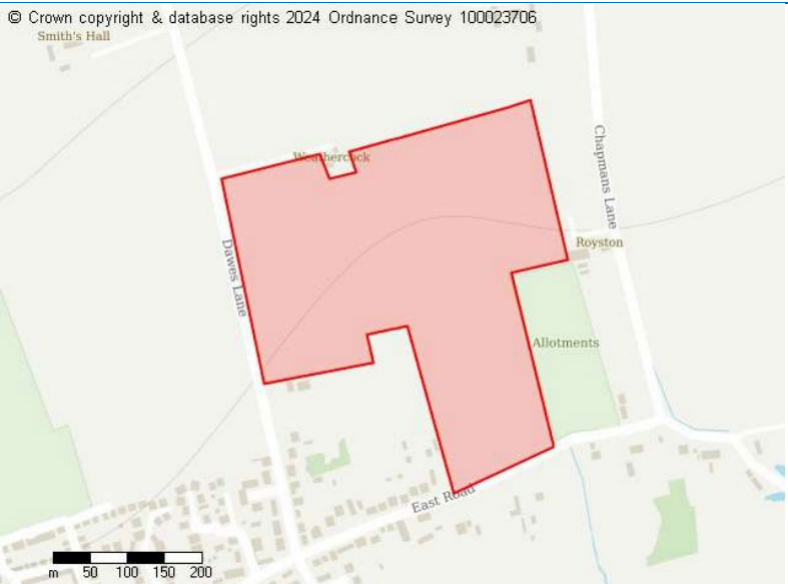 © Crown copyright & database rights 2024 Ordnance Survey 100023706
Smith's Hall
Weathercock
Chapmans Lane
Royston
Dawes Lane
Allotments
East Road
m 50 100 150 200